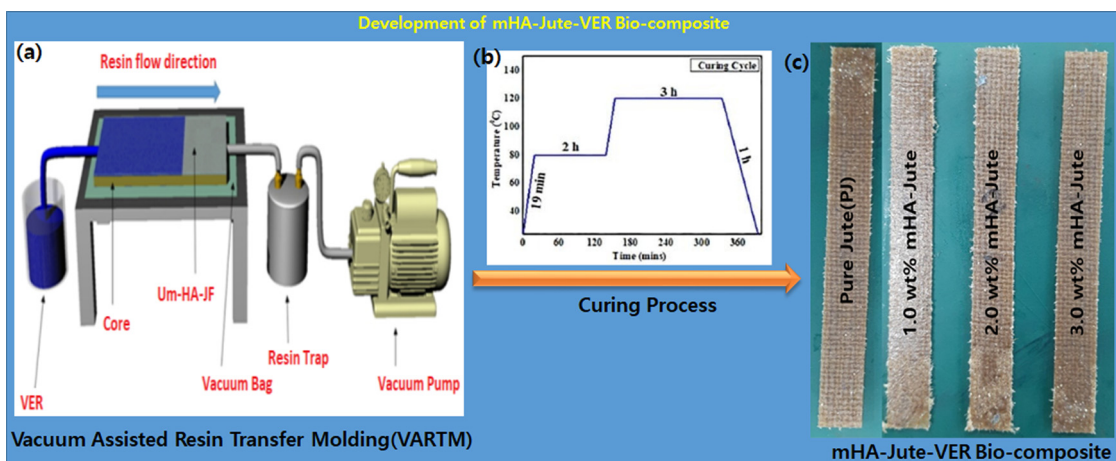 Development of mHA-Jute-VER Bio-composite
(a)
Resin flow direction
Um-HA-JF
Core
Resin Trap
Vacuum Bag
Vacuum Pump
VER
Vacuum Assisted Resin Transfer Molding(VARTM)
(b)
Curing Cycle
Temperature (⁰C)
140
120
100
80
60
40
19 min
2 h
3 h
1 h
0 60 120 180 240 300 360
Time (mins)
Curing Process
(c)
Pure Jute(PJ)
1.0 wt% mHA-Jute
2.0 wt% mHA-Jute
3.0 wt% mHA-Jute
mHA-Jute-VER Bio-composite